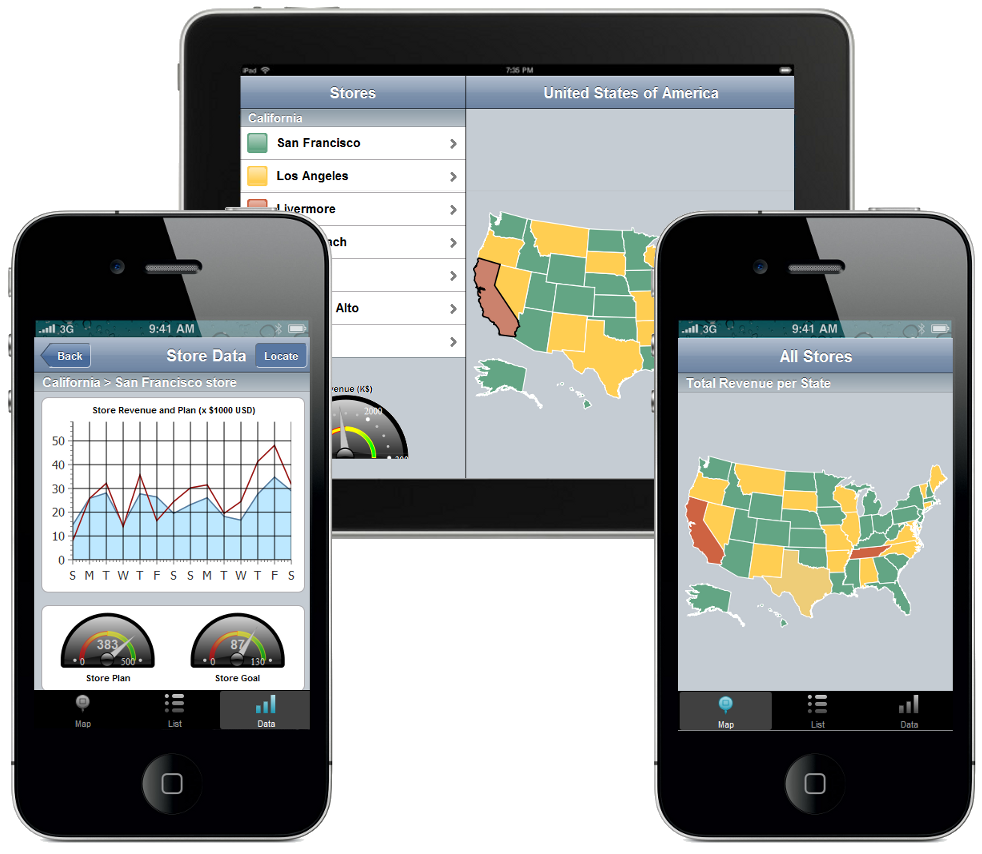 iPod
7:35 PM
Stores
United States of America
California
San Francisco
Los Angeles
Livermore
nch
Alto
enue (K$)
2000
3G
9:41 AM
Back
Store Data
Locate
California > San Francisco store
Store Revenue and Plan (x $1000 USD)
50
40
30
20
10
0
S M T W T F S S M T W T F S
383
0
500
Store Plan
87
0
130
Store Goal
Map
List
Data
3G
9:41 AM
All Stores
Total Revenue per State
Map
List
Data